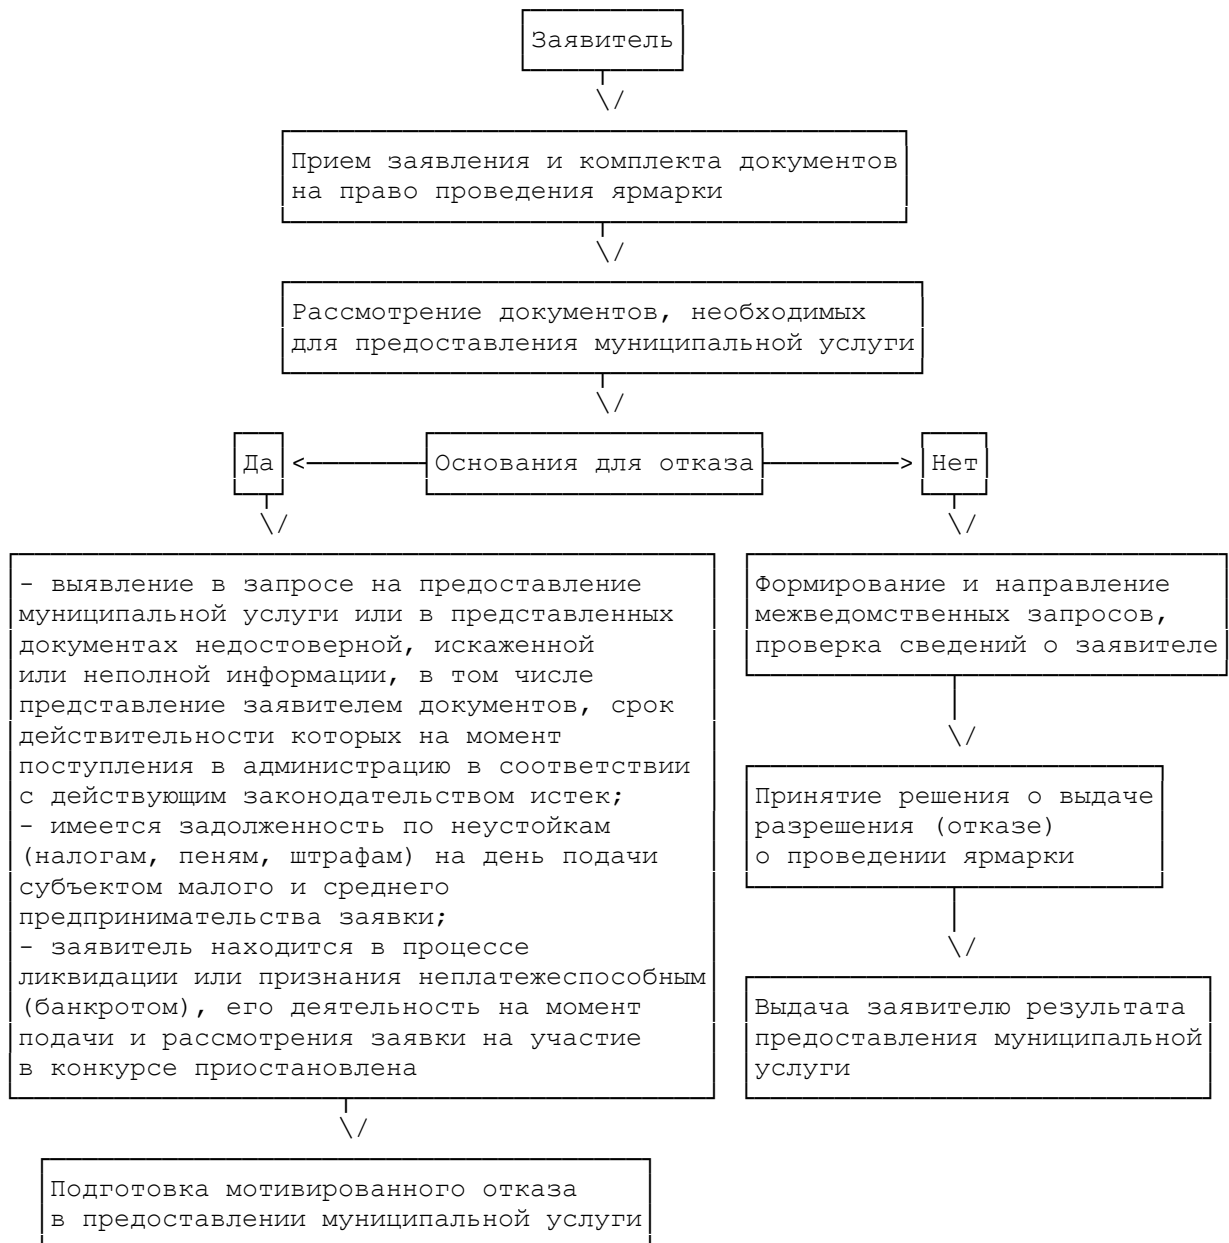 Заявитель
Прием заявления и комплекта документов
на право проведения ярмарки
Рассмотрение документов, необходимых
для предоставления муниципальной услуги
Да
Основания для отказа
Нет
- выявление в запросе на предоставление
муниципальной услуги или в представленных
документах недостоверной, искаженной
или неполной информации, в том числе
представление заявителем документов, срок
действительности которых на момент
поступления в администрацию в соответствии
с действующим законодательством истек;
- имеется задолженность по неустойкам
(налогам, пеням, штрафам) на день подачи
субъектом малого и среднего
предпринимательства заявки;
- заявитель находится в процессе
ликвидации или признания неплатежеспособным
(банкротом), его деятельность на момент
подачи и рассмотрения заявки на участие
в конкурсе приостановлена
Формирование и направление
межведомственных запросов,
проверка сведений о заявителе
Принятие решения о выдаче
разрешения (отказе)
о проведении ярмарки
Выдача заявителю результата
предоставления муниципальной
услуги
Подготовка мотивированного отказа
в предоставлении муниципальной услуги